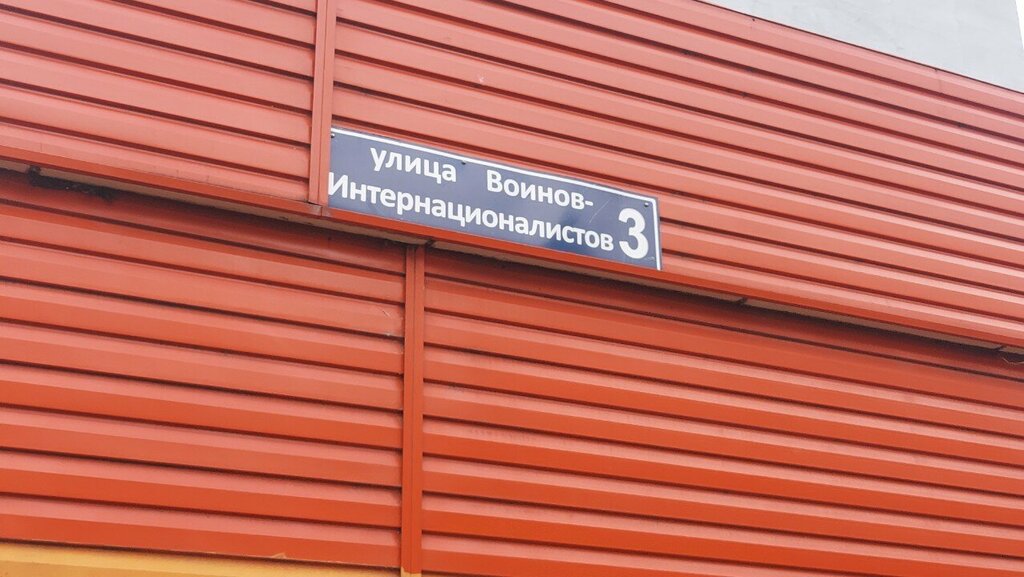 улица Воинов-
Интернационалистов 3